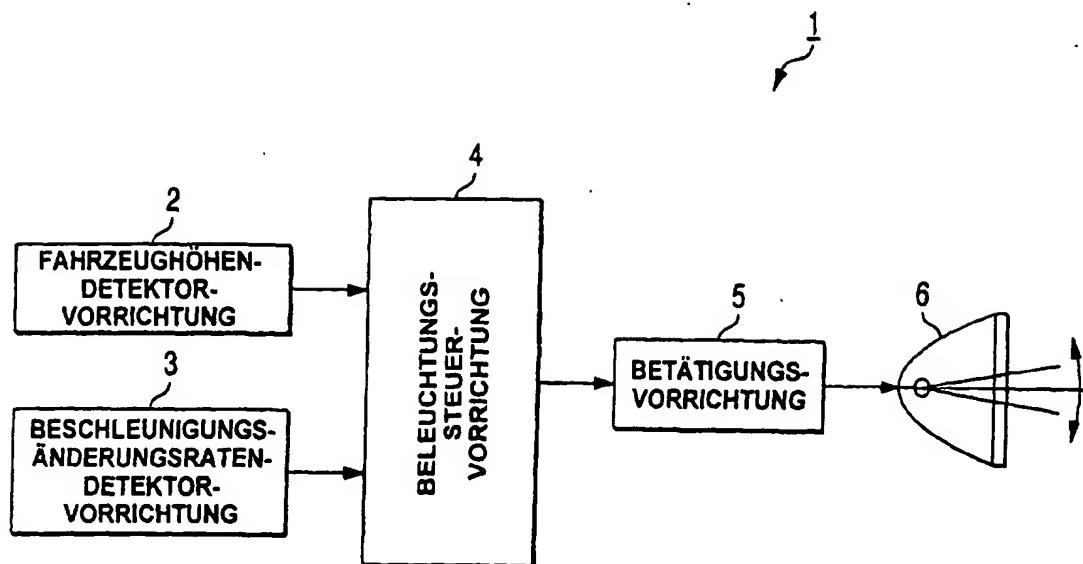 1
2
FAHRZEUGHÖHEN-
DETEKTOR-
VORRICHTUNG
3
BESCHLEUNIGUNGS-
ÄNDERUNGSRATEN-
DETEKTOR-
VORRICHTUNG
4
BELEUCHTUNGS-
STEUER-
VORRICHTUNG
5
BETÄTIGUNGS-
VORRICHTUNG
6